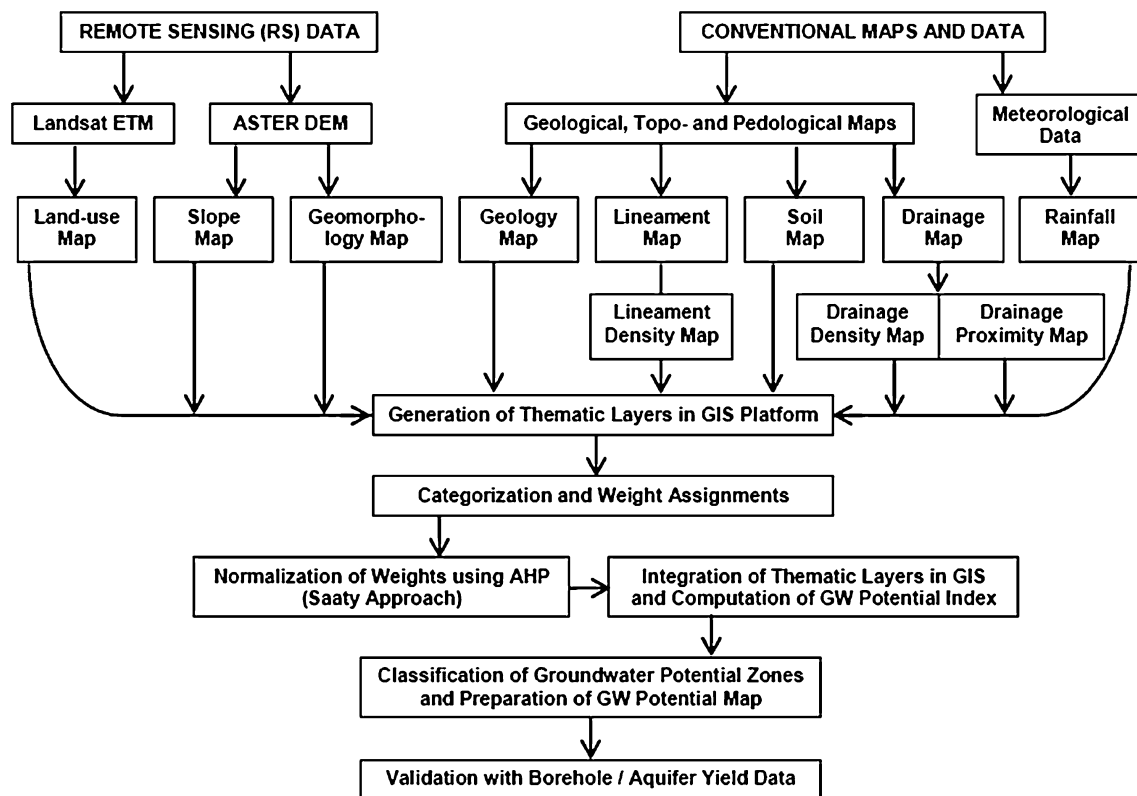 REMOTE SENSING (RS) DATA
CONVENTIONAL MAPS AND DATA
Landsat ETM
ASTER DEM
Geological, Topo- and Pedological Maps
Meteorological
Data
Land-use
Map
Slope
Map
Geomorpho-
logy Map
Geology
Map
Lineament
Map
Soil
Map
Drainage
Map
Rainfall
Map
Lineament
Density Map
Drainage
Density Map
Drainage
Proximity Map
Generation of Thematic Layers in GIS Platform
Categorization and Weight Assignments
Normalization of Weights using AHP
(Saaty Approach)
Integration of Thematic Layers in GIS
and Computation of GW Potential Index
Classification of Groundwater Potential Zones
and Preparation of GW Potential Map
Validation with Borehole / Aquifer Yield Data